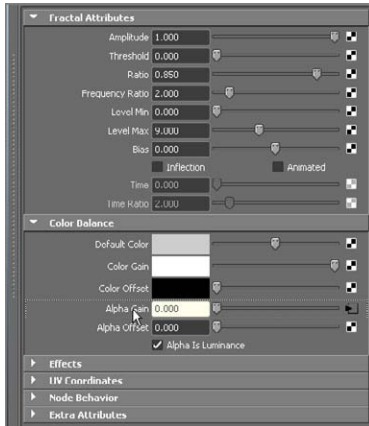 Fractal Attributes
Amplitude 1.000
Threshold 0.000
Ratio 0.850
Frequency Ratio 2.000
Level Min 0.000
Level Max 9.000
Bias 0.000
Inflection Animated
Time 0.000
Time Ratio 2.000
Color Balance
Default Color
Color Gain
Color Offset
Alpha Gain 0.000
Alpha Offset 0.000
Alpha Is Luminance
Effects
UV Coordinates
Node Behavior
Extra Attributes